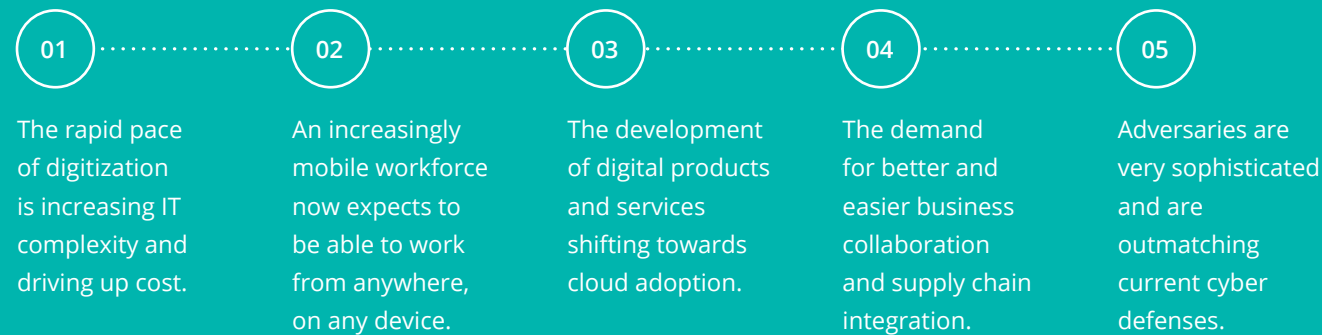 01
The rapid pace
of digitization
is increasing IT
complexity and
driving up cost.
02
An increasingly
mobile workforce
now expects to
be able to work
from anywhere,
on any device.
03
The development
of digital products
and services
shifting towards
cloud adoption.
04
The demand
for better and
easier business
collaboration
and supply chain
integration.
05
Adversaries are
very sophisticated
and are
outmatching
current cyber
defenses.